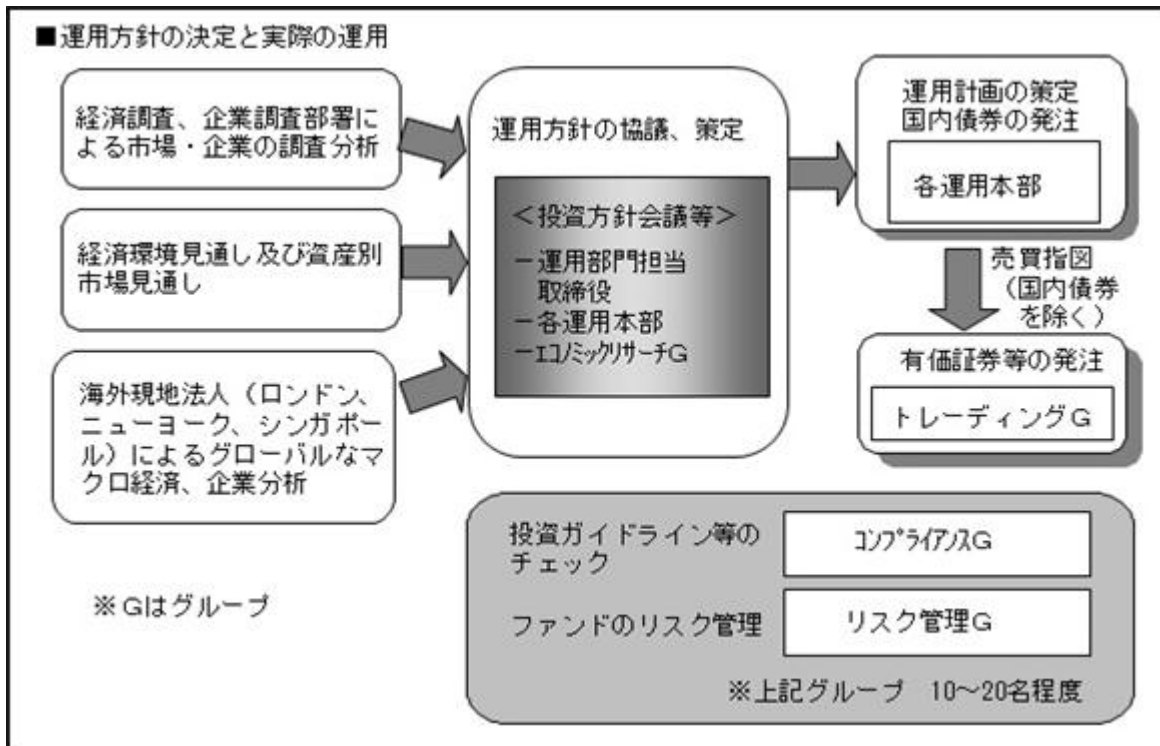 ■運用方針の決定と実際の運用
経済調査、企業調査部署に
よる市場・企業の調査分析
経済環境見通し及び資産別
市場見通し
海外現地法人（ロンドン、
ニューヨーク、シンガポー
ル）によるグローバルなマ
クロ経済、企業分析
※Gはグループ
運用方針の協議、策定
＜投資方針会議等＞
－運用部門担当
取締役
－各運用本部
－ｴｺﾉﾐｯｸﾘｻｰﾁG
運用計画の策定
国内債券の発注
各運用本部
売買指図
（国内債券
を除く）
有価証券等の発注
トレーディングG
投資ガイドライン等の
チェック
ｺﾝﾌﾟﾗｲｱﾝｽG
ファンドのリスク管理
リスク管理G
※上記グループ　10～20名程度